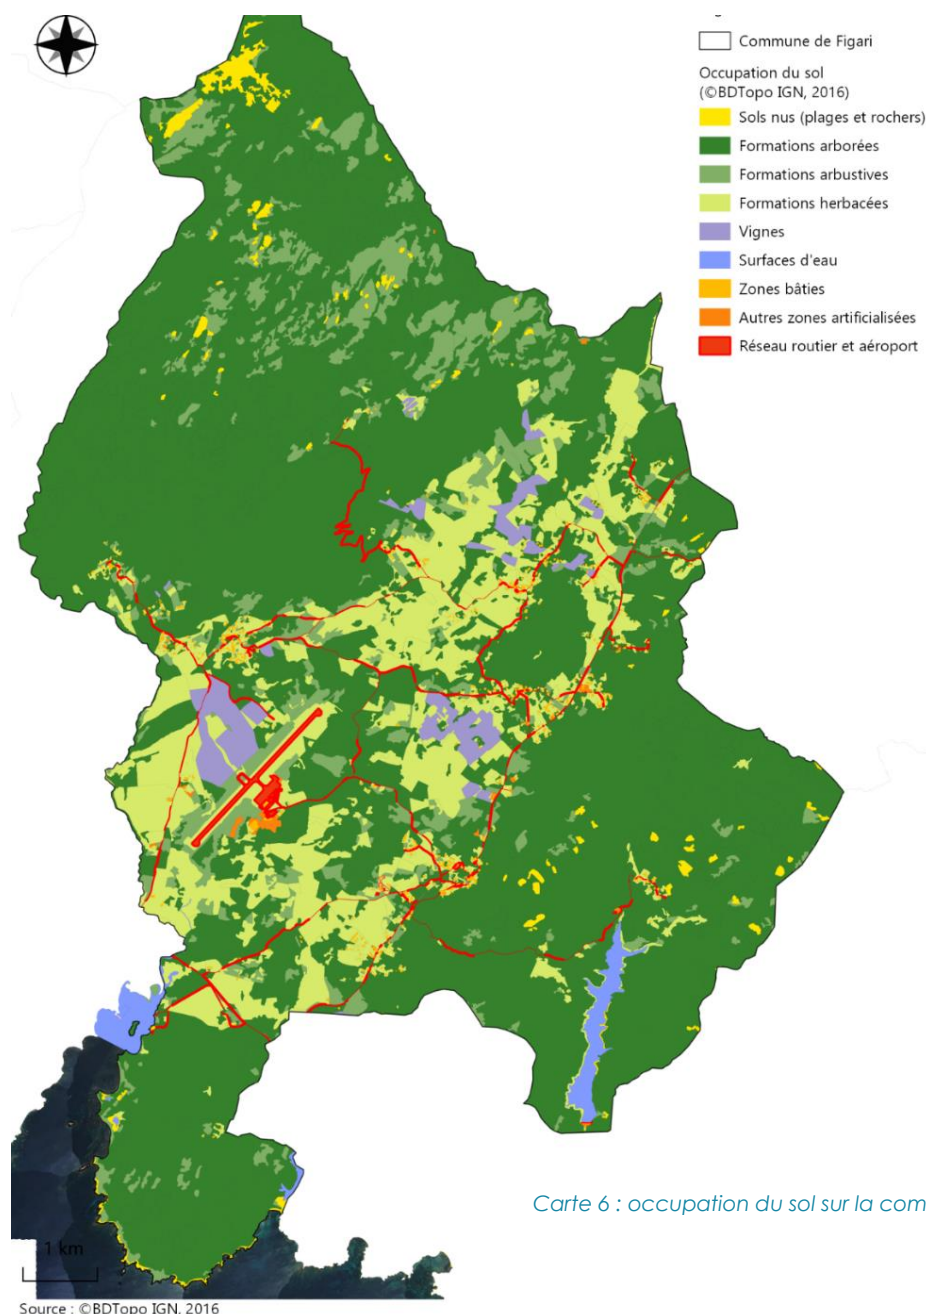 Commune de Figari
Occupation du sol
(©BDTopo IGN, 2016)
Sols nus (plages et rochers)
Formations arborées
Formations arbustives
Formations herbacées
Vignes
Surfaces d'eau
Zones bâties
Autres zones artificialisées
Réseau routier et aéroport
Carte 6 : occupation du sol sur la com
1 km
Source : ©BDTopo IGN, 2016